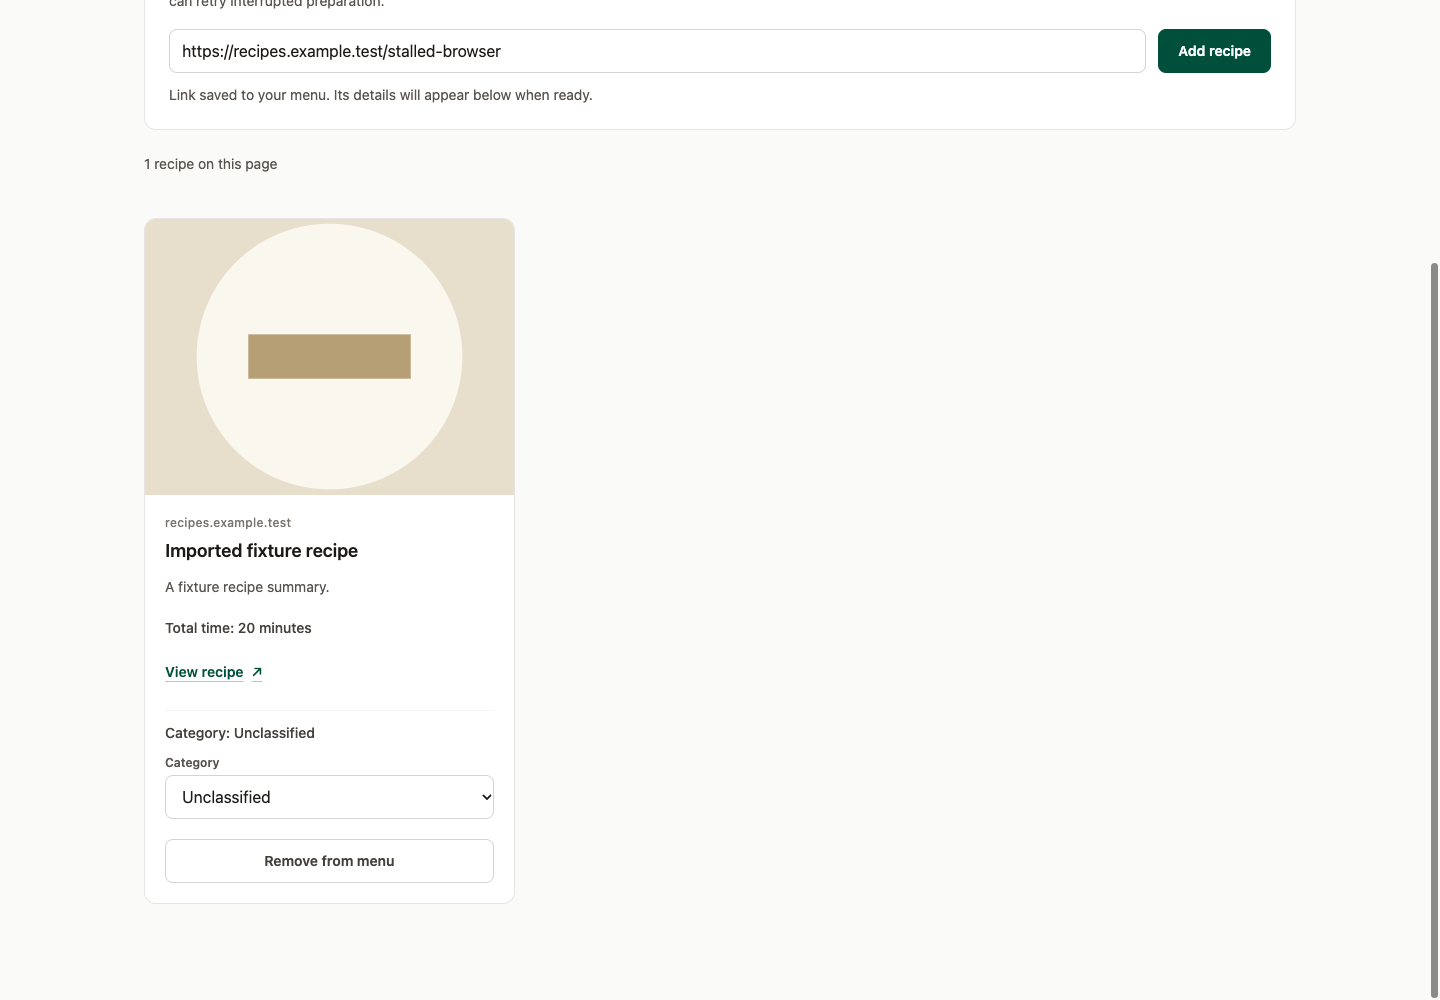 can retry interrupted preparation.
https://recipes.example.test/stalled-browser
Add recipe
Link saved to your menu. Its details will appear below when ready.
1 recipe on this page
recipes.example.test
Imported fixture recipe
A fixture recipe summary.
Total time: 20 minutes
View recipe ↗
Category: Unclassified
Category
Unclassified
Remove from menu